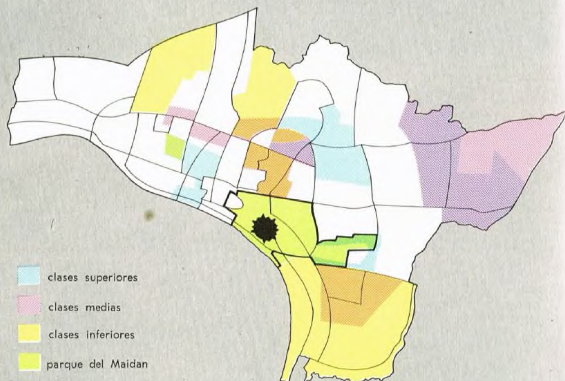 clases superiores
clases medias
clases inferiores
parque del Maidan